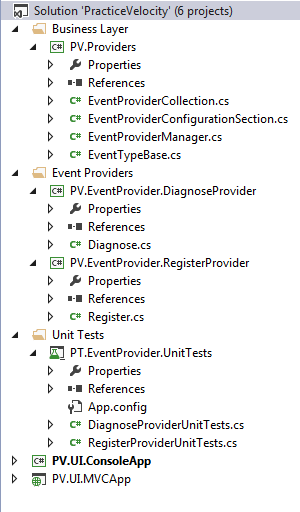 Solution 'PracticeVelocity' (6 projects)
Business Layer
C# PV.Providers
Properties
References
C# EventProviderCollection.cs
C# EventProviderConfigurationSection.cs
C# EventProviderManager.cs
C# EventTypeBase.cs
Event Providers
C# PV.EventProvider.DiagnoseProvider
Properties
References
C# Diagnose.cs
C# PV.EventProvider.RegisterProvider
Properties
References
C# Register.cs
Unit Tests
PT.EventProvider.UnitTests
Properties
References
App.config
C# DiagnoseProviderUnitTests.cs
C# RegisterProviderUnitTests.cs
C# PV.UI.ConsoleApp
PV.UI.MVCApp